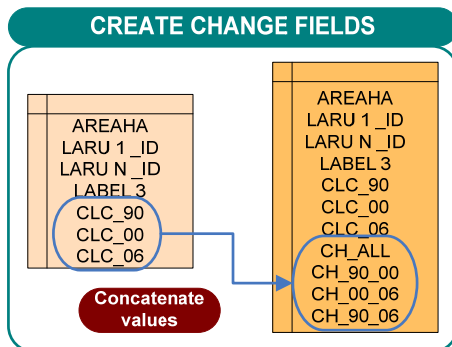 CREATE CHANGE FIELDS
AREAHA
LARU 1 _ID
LARU N _ID
LABEL 3
CLC_90
CLC_00
CLC_06
Concatenate
values
AREAHA
LARU 1 _ID
LARU N _ID
LABEL 3
CLC_90
CLC_00
CLC_06
CH_ALL
CH_90_00
CH_00_06
CH_90_06